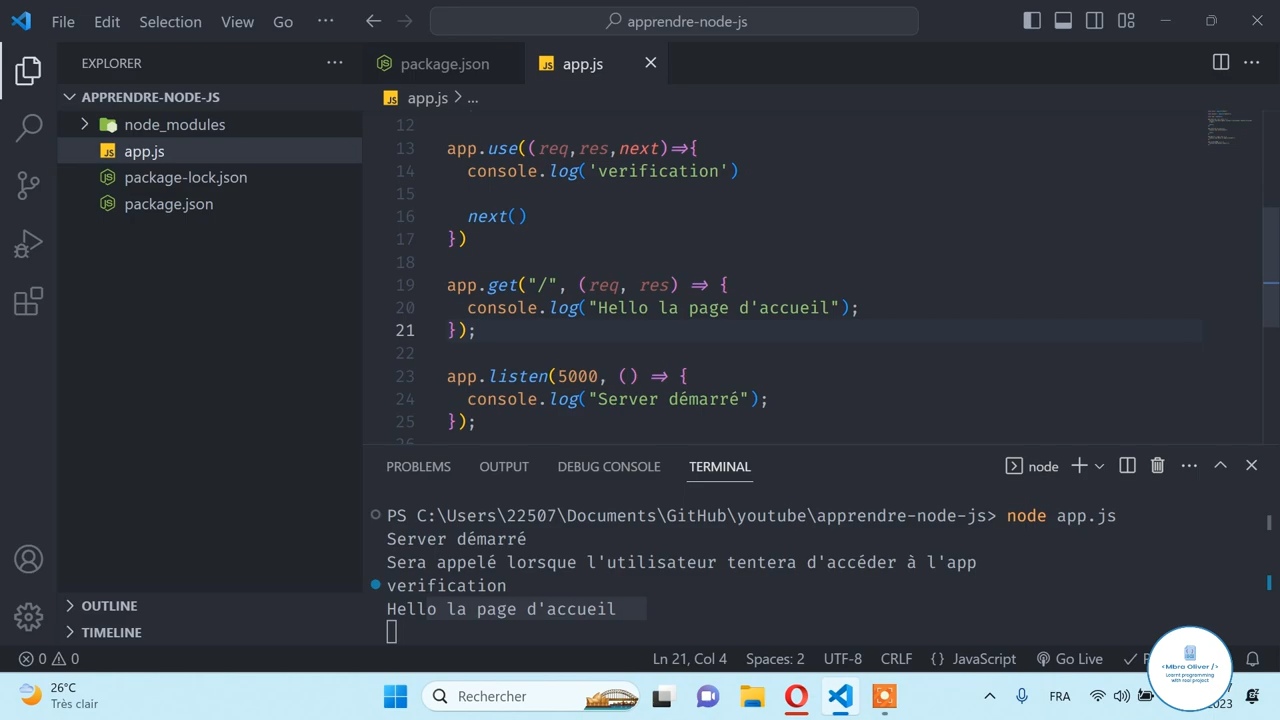 File Edit Selection View Go ··· apprendre-node-js
EXPLORER ···
package.json app.js
APPRENDRE-NODE-JS
app.js > ...
node_modules
app.js
package-lock.json
package.json
12
13 app.use((req,res,next)=>{
14 console.log('verification')
15
16 next()
17 })
18
19 app.get("/", (req, res) => {
20 console.log("Hello la page d'accueil");
21 });
22
23 app.listen(5000, () => {
24 console.log("Server démarré");
25 });
26
PROBLEMS OUTPUT DEBUG CONSOLE TERMINAL node
PS C:\Users\22507\Documents\GitHub\youtube\apprendre-node-js> node app.js
Server démarré
Sera appelé lorsque l'utilisateur tentera d'accéder à l'app
verification
Hello la page d'accueil
OUTLINE
TIMELINE
0 0 Ln 21, Col 4 Spaces: 2 UTF-8 CRLF {} JavaScript Go Live
<Mbra Oliver />
Learnt programming
with real project
26°C
Très clair
Rechercher
FRA
2023